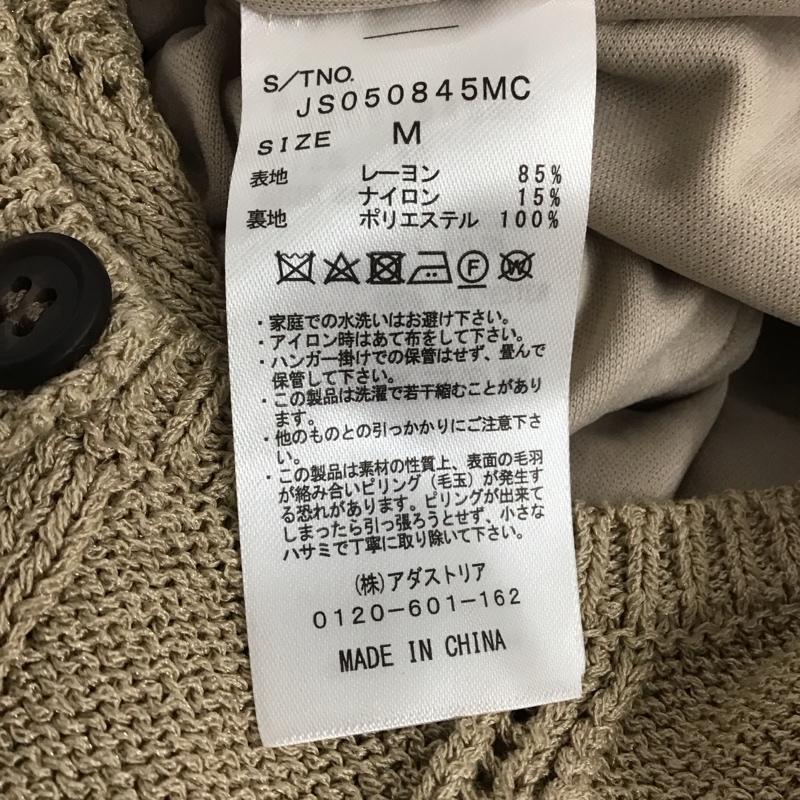 S/TNO.
JS050845MC
SIZE M
表地 レーヨン 85%
ナイロン 15%
裏地 ポリエステル 100%
F W
・家庭での水洗いはお避け下さい。
・アイロン時はあて布をして下さい。
・ハンガー掛けでの保管はせず、畳んで
保管して下さい。
・この製品は洗濯で若干縮むことがあり
ます。
・他のものとの引っかかりにご注意下さ
い。
・この製品は素材の性質上、表面の毛羽
が絡み合いピリング（毛玉）が発生す
る恐れがあります。ピリングが出来て
しまったら引っ張ろうとせず、小さな
ハサミで丁寧に取り除いて下さい。
(株)アダストリア
0120-601-162
MADE IN CHINA